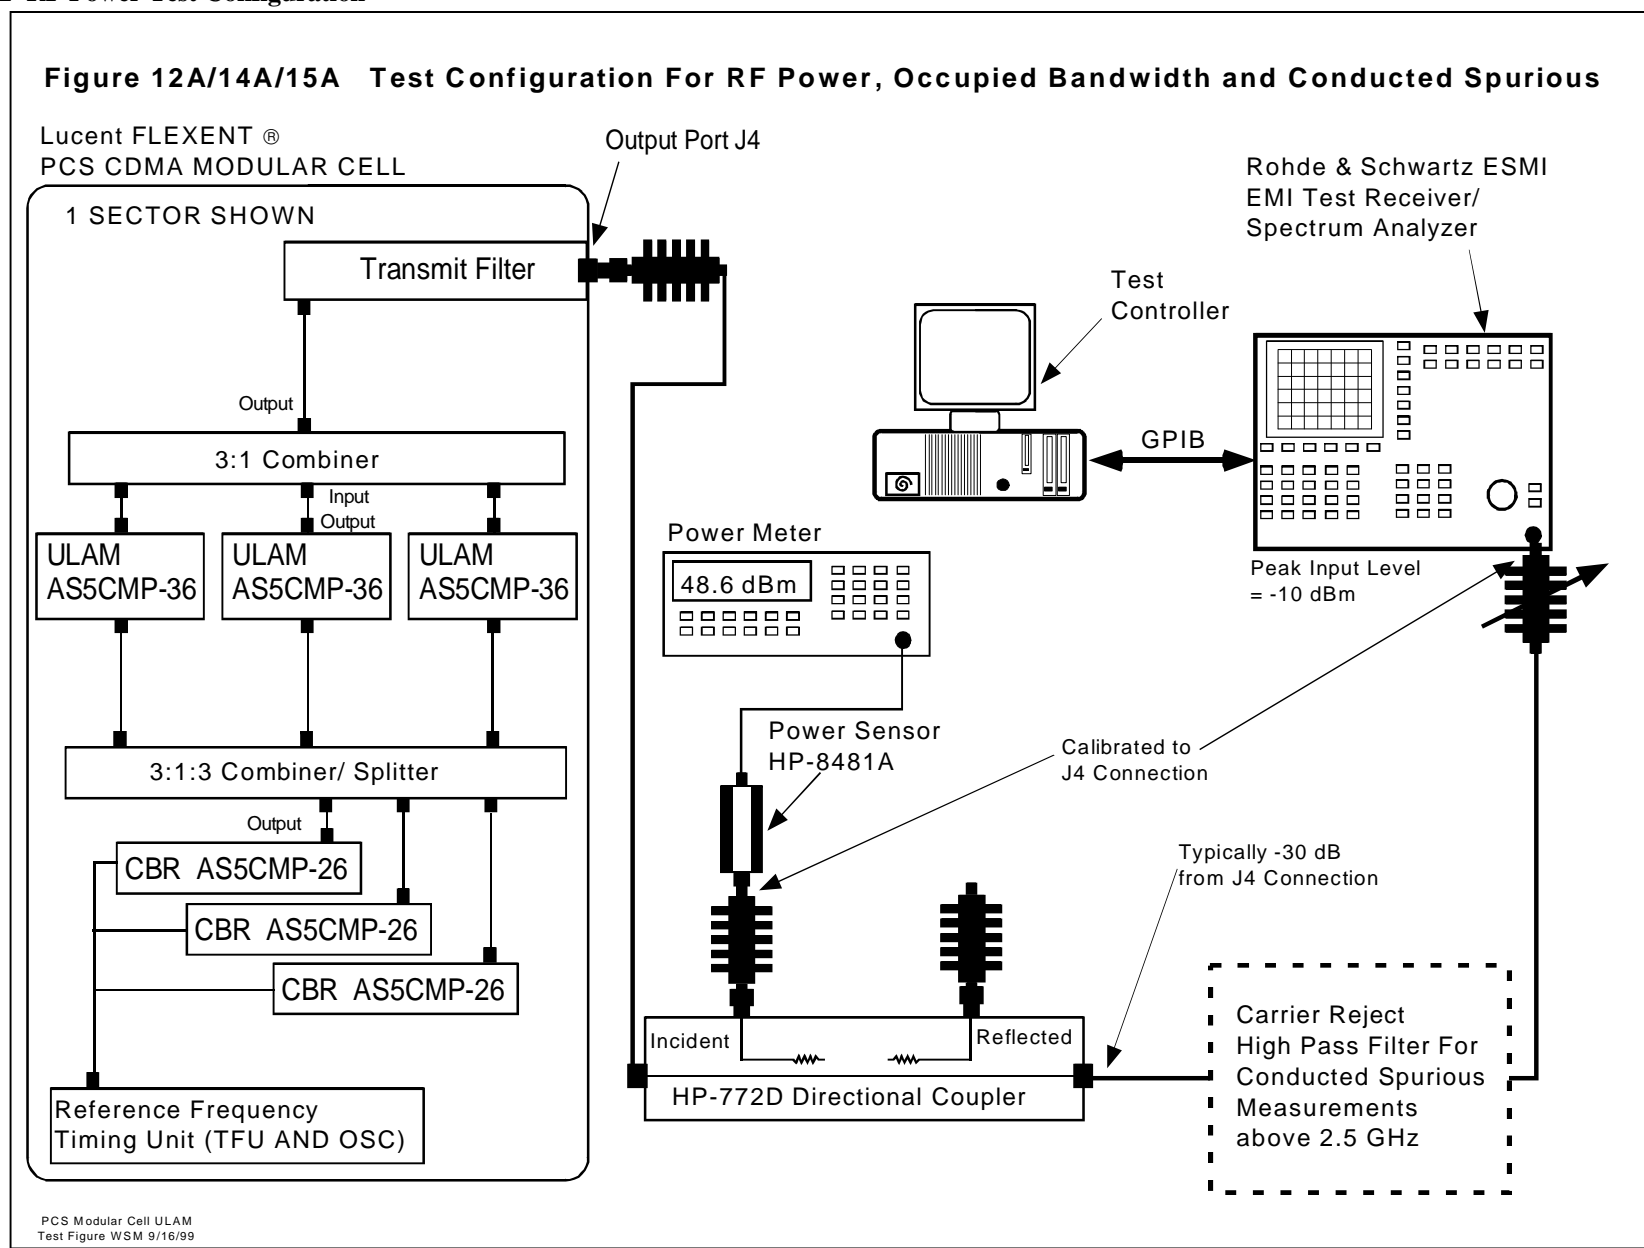 Figure 12A/14A/15A Test Configuration For RF Power, Occupied Bandwidth and Conducted Spurious
Lucent FLEXENT ®
PCS CDMA MODULAR CELL
1 SECTOR SHOWN
Output Port J4
Transmit Filter
Output
3:1 Combiner
Input
Output
ULAM
AS5CMP-36
ULAM
AS5CMP-36
ULAM
AS5CMP-36
3:1:3 Combiner/ Splitter
Output
CBR AS5CMP-26
CBR AS5CMP-26
CBR AS5CMP-26
Reference Frequency
Timing Unit (TFU AND OSC)
Rohde & Schwartz ESMI
EMI Test Receiver/
Spectrum Analyzer
Test
Controller
GPIB
Peak Input Level
= -10 dBm
Power Meter
48.6 dBm
Power Sensor
HP-8481A
Calibrated to
J4 Connection
Typically -30 dB
from J4 Connection
Incident
Reflected
HP-772D Directional Coupler
Carrier Reject
High Pass Filter For
Conducted Spurious
Measurements
above 2.5 GHz
PCS Modular Cell ULAM
Test Figure WSM 9/16/99